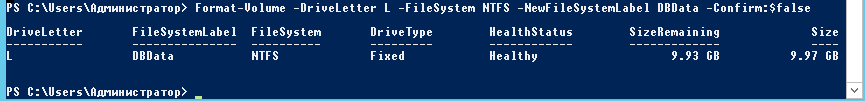 PS C:\Users\Администратор> Format-Volume -DriveLetter L -FileSystem NTFS -NewFileSystemLabel DBData -Confirm:$false
DriveLetter FileSystemLabel FileSystem DriveType HealthStatus SizeRemaining Size
----------- --------------- ---------- --------- ------------ ------------- ----
L DBData NTFS Fixed Healthy 9.93 GB 9.97 GB
PS C:\Users\Администратор> _